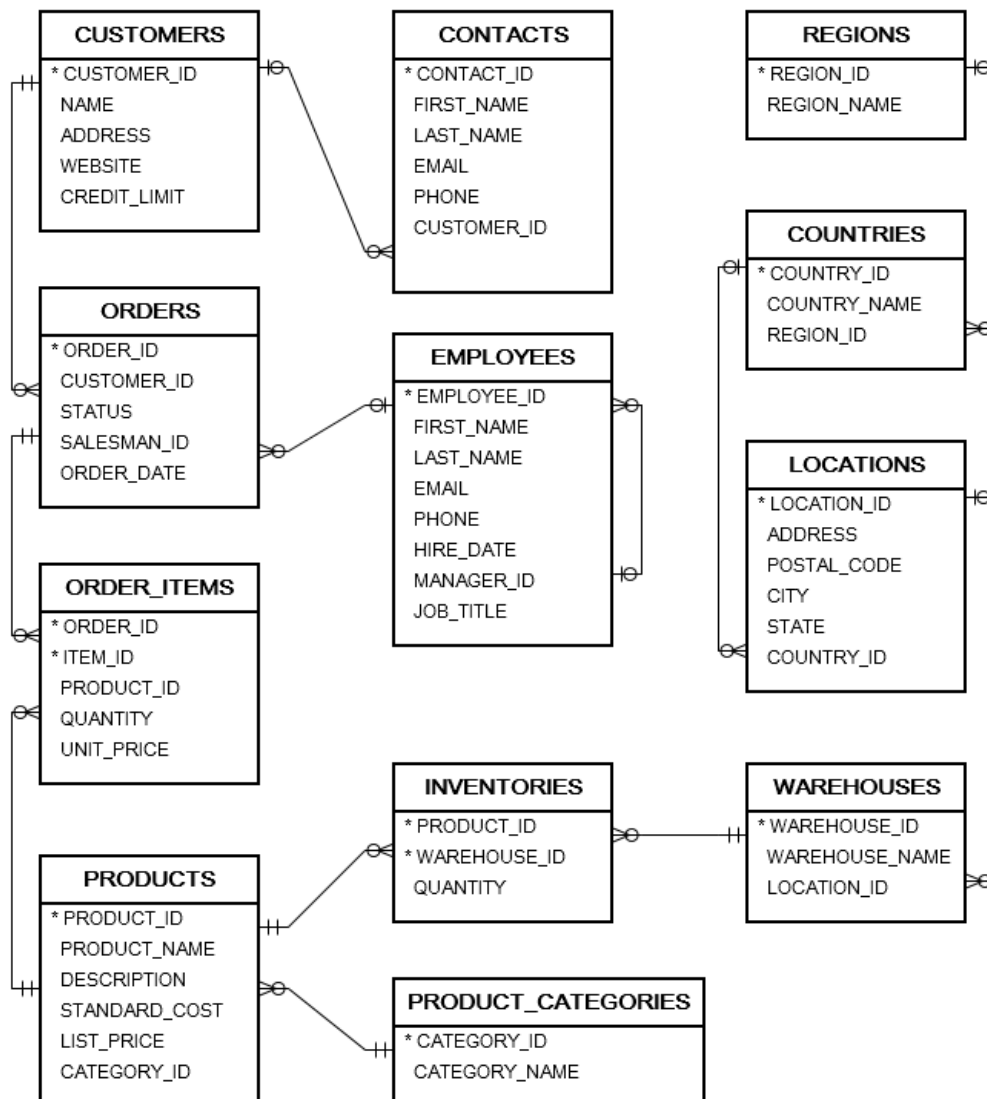 CUSTOMERS
* CUSTOMER_ID
NAME
ADDRESS
WEBSITE
CREDIT_LIMIT
CONTACTS
* CONTACT_ID
FIRST_NAME
LAST_NAME
EMAIL
PHONE
CUSTOMER_ID
REGIONS
* REGION_ID
REGION_NAME
COUNTRIES
* COUNTRY_ID
COUNTRY_NAME
REGION_ID
ORDERS
* ORDER_ID
CUSTOMER_ID
STATUS
SALESMAN_ID
ORDER_DATE
EMPLOYEES
* EMPLOYEE_ID
FIRST_NAME
LAST_NAME
EMAIL
PHONE
HIRE_DATE
MANAGER_ID
JOB_TITLE
LOCATIONS
* LOCATION_ID
ADDRESS
POSTAL_CODE
CITY
STATE
COUNTRY_ID
ORDER_ITEMS
* ORDER_ID
* ITEM_ID
PRODUCT_ID
QUANTITY
UNIT_PRICE
INVENTORIES
* PRODUCT_ID
* WAREHOUSE_ID
QUANTITY
WAREHOUSES
* WAREHOUSE_ID
WAREHOUSE_NAME
LOCATION_ID
PRODUCTS
* PRODUCT_ID
PRODUCT_NAME
DESCRIPTION
STANDARD_COST
LIST_PRICE
CATEGORY_ID
PRODUCT_CATEGORIES
* CATEGORY_ID
CATEGORY_NAME